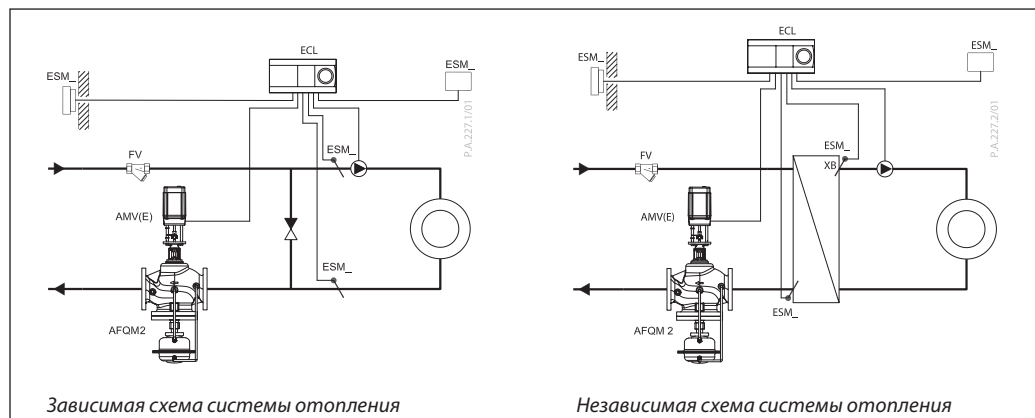 ECL
ESM_
ESM_
P.A.227.1/01
FV
ESM_
AMV(E)
ESM_
AFQM2
Зависимая схема системы отопления
ECL
ESM_
ESM_
P.A.227.2/01
FV
ESM_
XB
AMV(E)
ESM_
AFQM 2
Независимая схема системы отопления